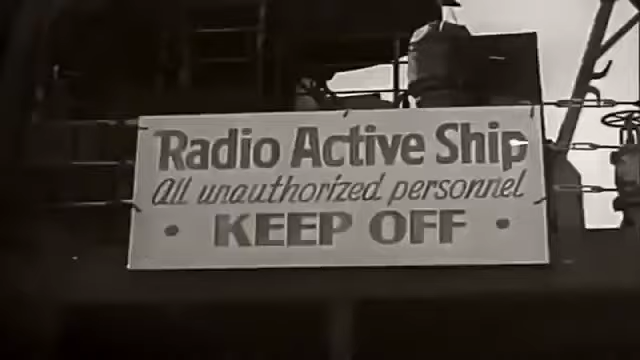 Radio Active Ship
All unauthorized personnel
• KEEP OFF •